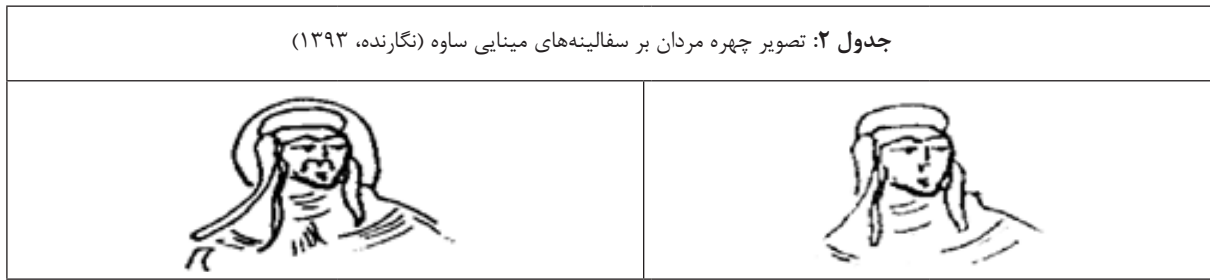 جدول ۲: تصویر چهره مردان بر سفالینه‌های مینایی ساوه (نگارنده، ۱۳۹۳)